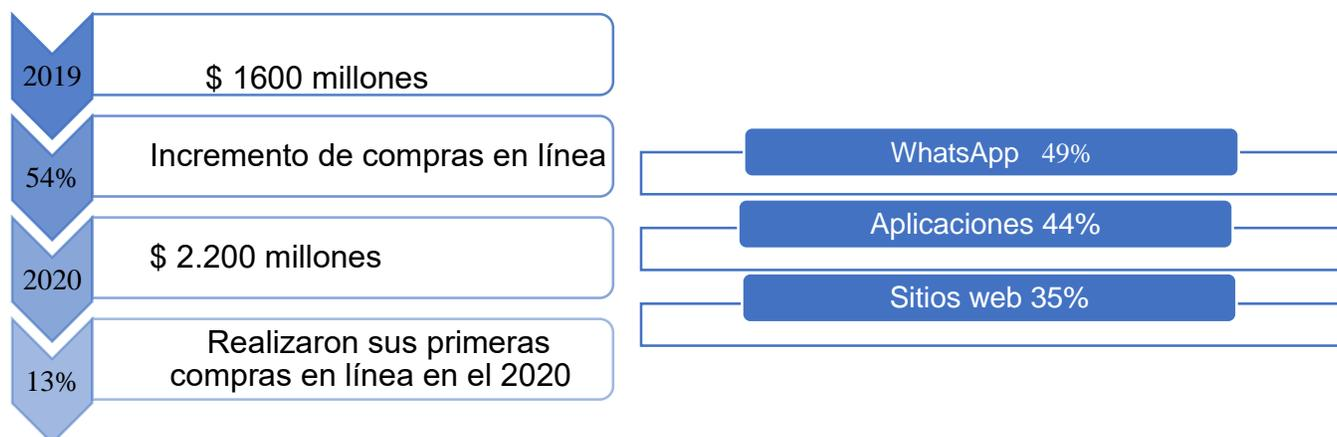 2019
$ 1600 millones
54%
Incremento de compras en línea
2020
$ 2.200 millones
13%
Realizaron sus primeras
compras en línea en el 2020
WhatsApp 49%
Aplicaciones 44%
Sitios web 35%